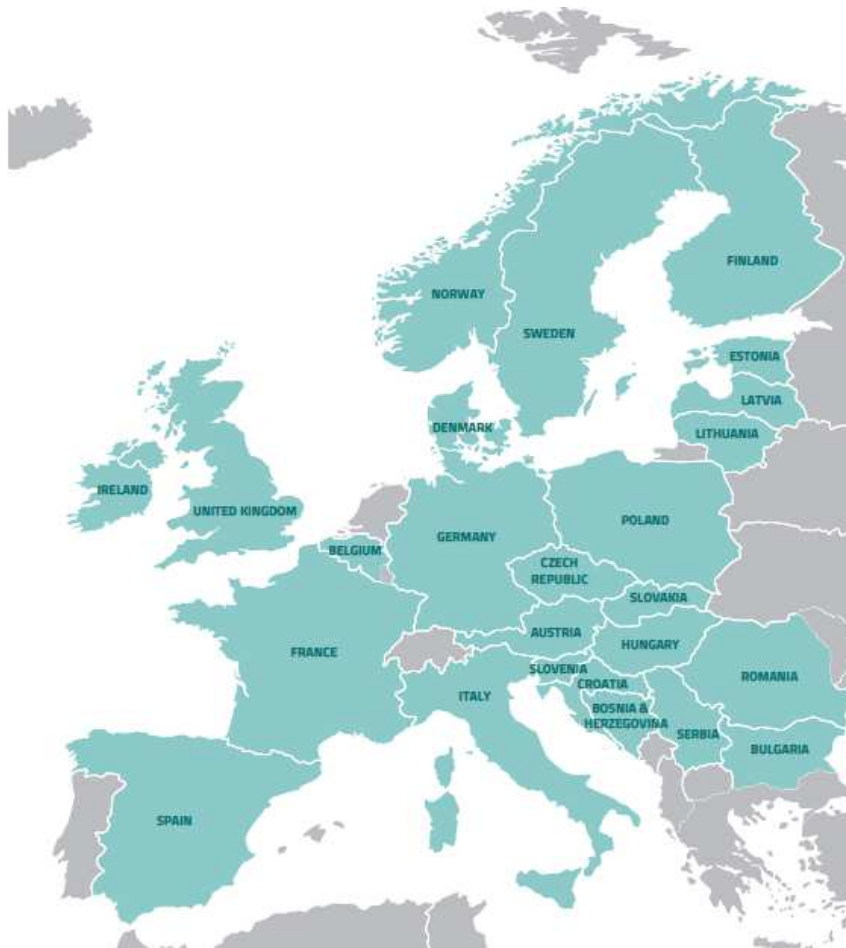 FINLAND
NORWAY
SWEDEN
ESTONIA
LATVIA
DENMARK
LITHUANIA
IRELAND
UNITED KINGDOM
POLAND
GERMANY
BELGIUM
CZECH
REPUBLIC
SLOVAKIA
AUSTRIA
HUNGARY
FRANCE
SLOVENIA
ROMANIA
CROATIA
ITALY
BOSNIA &
HERZEGOVINA
SERBIA
BULGARIA
SPAIN